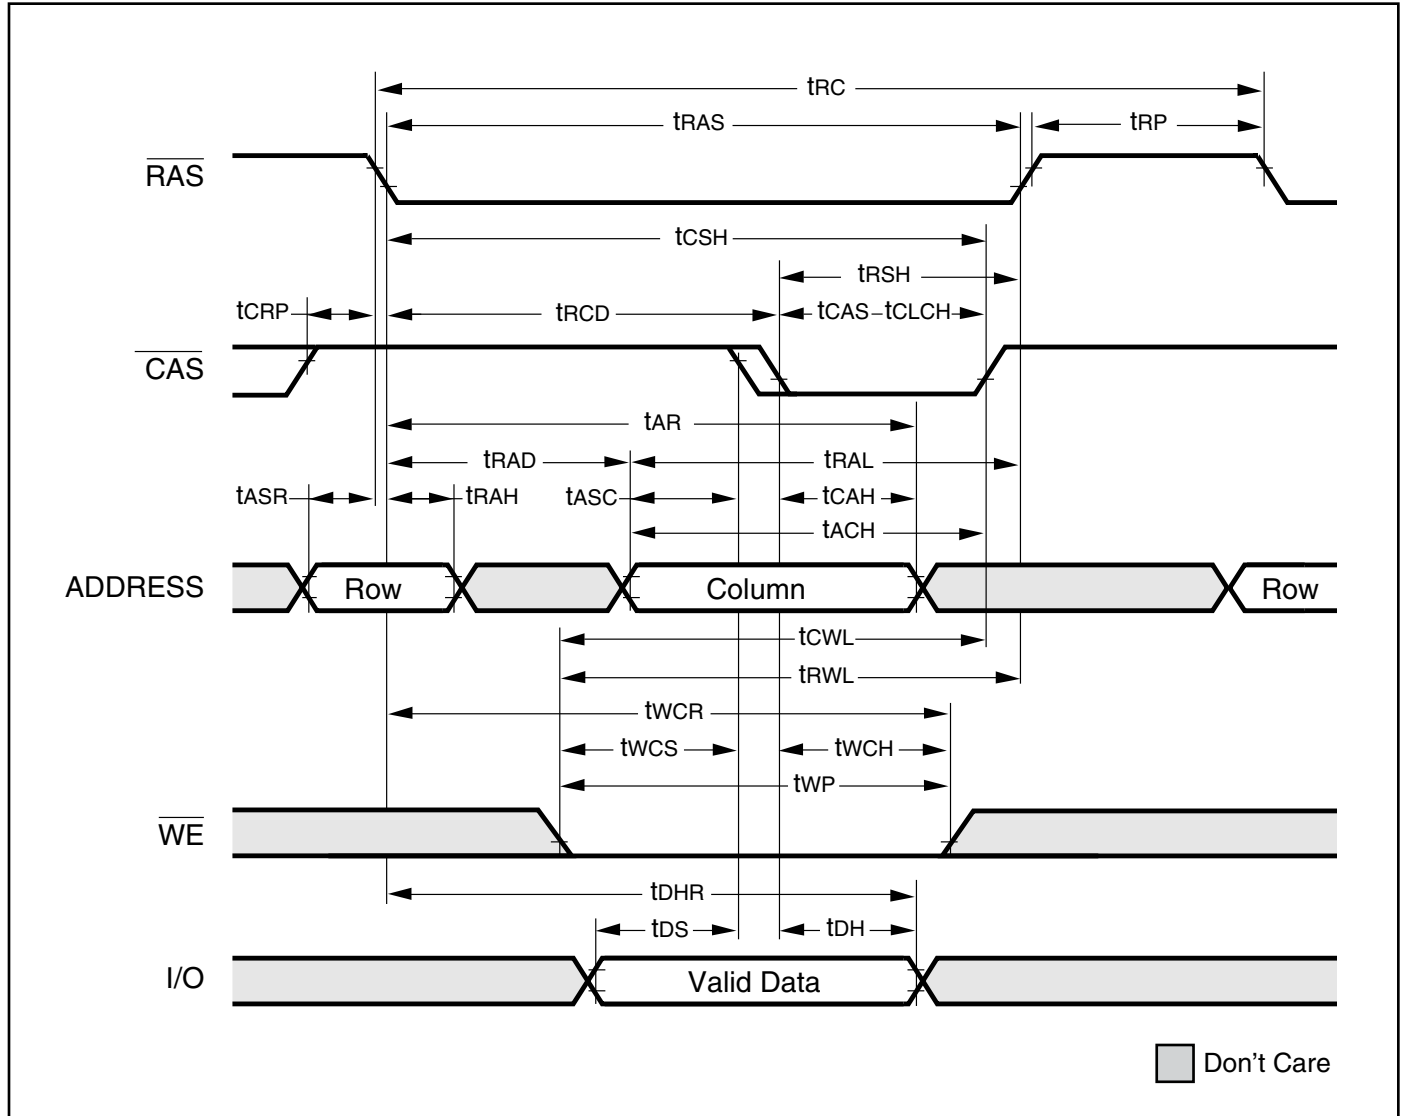 tRC
tRAS
tRP
RAS
tCSH
tRSH
tCRP
tRCD
tCAS
tCLCH
CAS
tAR
tRAD
tRAL
tASR
tRAH
tASC
tCAH
tACH
ADDRESS
Row
Column
Row
tCWL
tRWL
tWCR
tWCS
tWCH
tWP
WE
tDHR
tDS
tDH
I/O
Valid Data
Don't Care